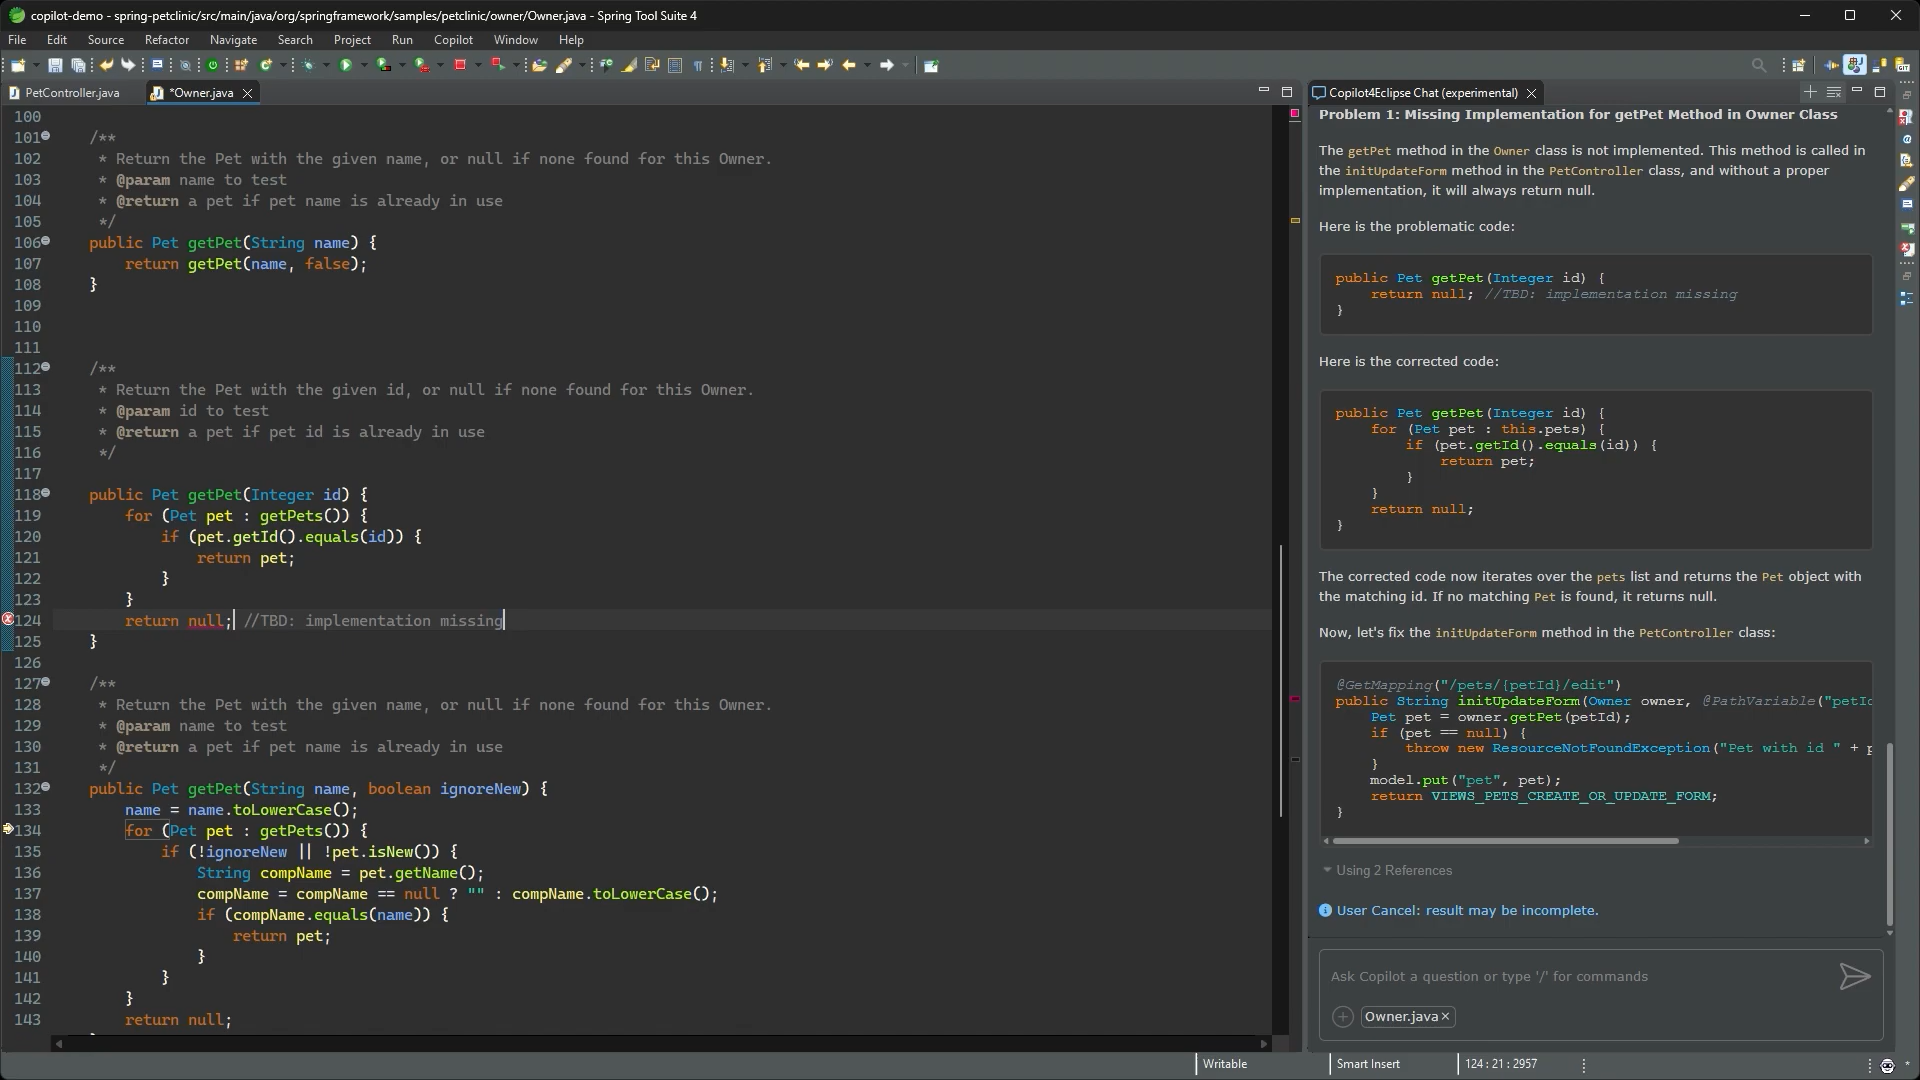 copilot-demo - spring-petclinic/src/main/java/org/springframework/samples/petclinic/owner/Owner.java - Spring Tool Suite 4
File Edit Source Refactor Navigate Search Project Run Copilot Window Help
PetController.java *Owner.java
100
101 /**
102 * Return the Pet with the given name, or null if none found for this Owner.
103 * @param name to test
104 * @return a pet if pet name is already in use
105 */
106 public Pet getPet(String name) {
107 return getPet(name, false);
108 }
109
110
111
112 /**
113 * Return the Pet with the given id, or null if none found for this Owner.
114 * @param id to test
115 * @return a pet if pet id is already in use
116 */
117
118 public Pet getPet(Integer id) {
119 for (Pet pet : getPets()) {
120 if (pet.getId().equals(id)) {
121 return pet;
122 }
123 }
124 return null; //TBD: implementation missing
125 }
126
127 /**
128 * Return the Pet with the given name, or null if none found for this Owner.
129 * @param name to test
130 * @return a pet if pet name is already in use
131 */
132 public Pet getPet(String name, boolean ignoreNew) {
133 name = name.toLowerCase();
134 for (Pet pet : getPets()) {
135 if (!ignoreNew || !pet.isNew()) {
136 String compName = pet.getName();
137 compName = compName == null ? "" : compName.toLowerCase();
138 if (compName.equals(name)) {
139 return pet;
140 }
141 }
142 }
143 return null;
Copilot4Eclipse Chat (experimental)
Problem 1: Missing Implementation for getPet Method in Owner Class
The getPet method in the Owner class is not implemented. This method is called in
the initUpdateForm method in the PetController class, and without a proper
implementation, it will always return null.
Here is the problematic code:
public Pet getPet(Integer id) {
return null; //TBD: implementation missing
}
Here is the corrected code:
public Pet getPet(Integer id) {
for (Pet pet : this.pets) {
if (pet.getId().equals(id)) {
return pet;
}
}
return null;
}
The corrected code now iterates over the pets list and returns the Pet object with
the matching id. If no matching Pet is found, it returns null.
Now, let's fix the initUpdateForm method in the PetController class:
@GetMapping("/pets/{petId}/edit")
public String initUpdateForm(Owner owner, @PathVariable("petId
Pet pet = owner.getPet(petId);
if (pet == null) {
throw new ResourceNotFoundException("Pet with id " + p
}
model.put("pet", pet);
return VIEWS_PETS_CREATE_OR_UPDATE_FORM;
}
Using 2 References
User Cancel: result may be incomplete.
Ask Copilot a question or type '/' for commands
Owner.java
Writable Smart Insert 124 : 21 : 2957